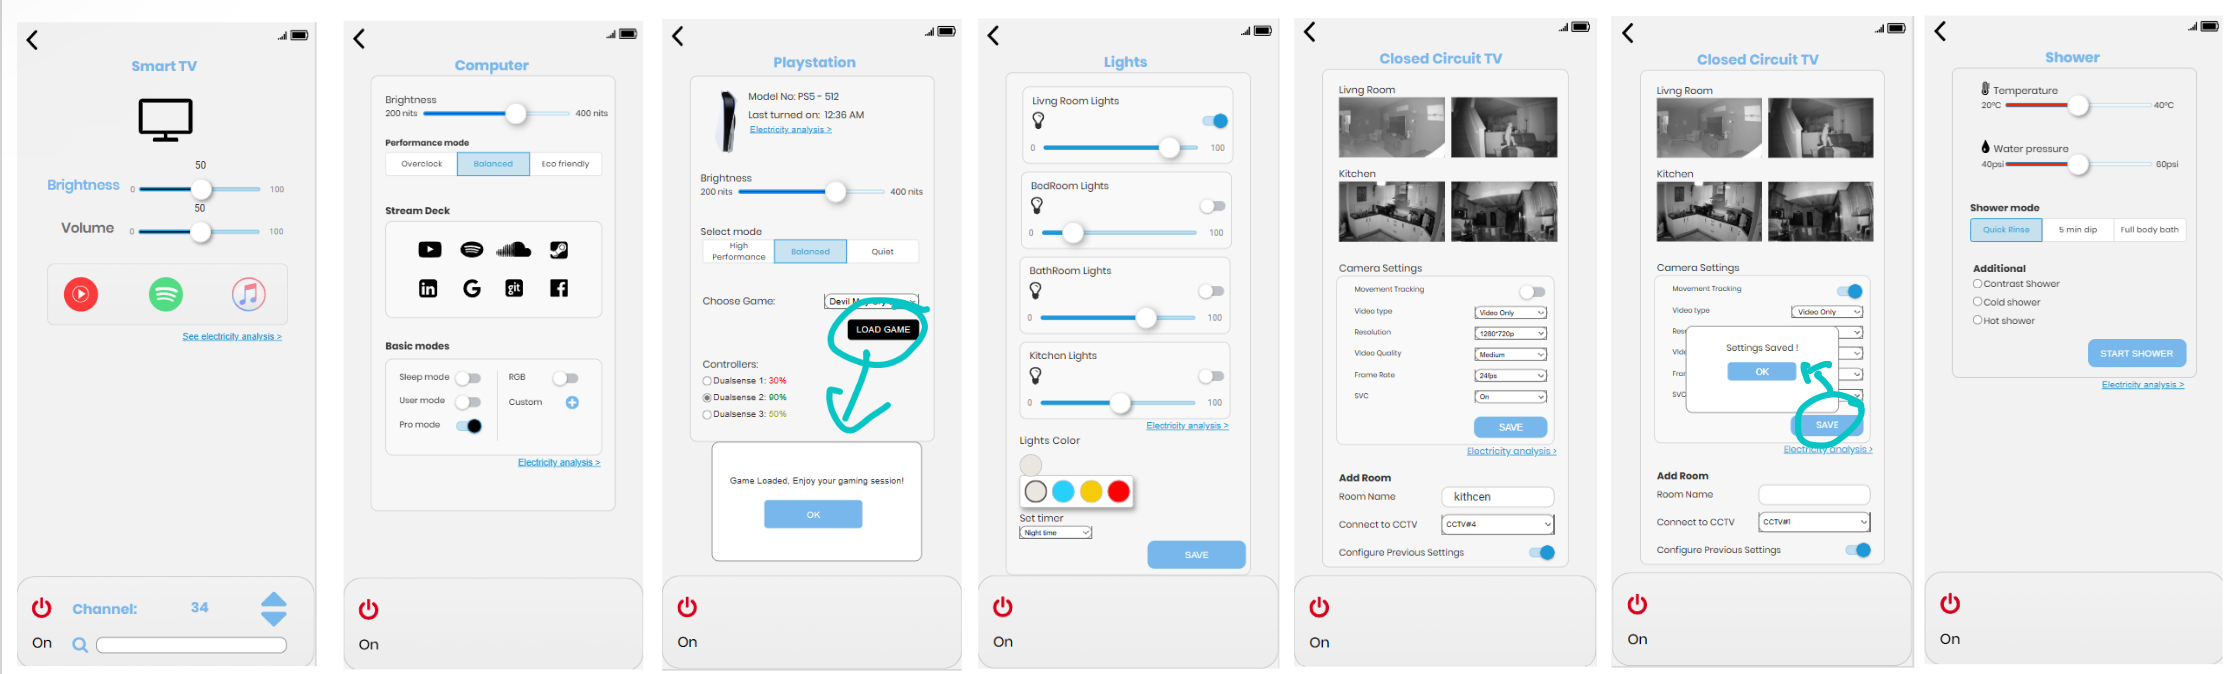 Smart TV
50
Brightness 0 100
50
Volume 0 100
See electricity analysis >
On
Channel: 34
Computer
Brightness
200 nits 400 nits
Performance mode
Overclock Balanced Eco friendly
Stream Deck
in G git f
Basic modes
Sleep mode RGB
User mode Custom
Pro mode
Electricity analysis >
On
Playstation
Model No: PS5 - 512
Last turned on: 12:36 AM
Electricity analysis >
Brightness
200 nits 400 nits
Select mode
High Performance Balanced Quiet
Choose Game: Devil
LOAD GAME
Controllers:
Dualsense 1: 30%
Dualsense 2: 90%
Dualsense 3: 50%
Game Loaded, Enjoy your gaming session!
OK
On
Lights
Livng Room Lights
0 100
BedRoom Lights
0 100
BathRoom Lights
0 100
Kitchen Lights
0 100
Electricity analysis >
Lights Color
Set timer
Night time
SAVE
On
Closed Circuit TV
Livng Room
Kitchen
Camera Settings
Movement Tracking
Video type Video Only
Resolution 1280*720p
Video Quality Medium
Frame Rate 24fps
SVC On
SAVE
Electricity analysis >
Add Room
Room Name kithcen
Connect to CCTV CCTV#4
Configure Previous Settings
On
Closed Circuit TV
Livng Room
Kitchen
Camera Settings
Movement Tracking
Video type Video Only
Settings Saved !
OK
SVC
SAVE
Electricity analysis >
Add Room
Room Name
Connect to CCTV CCTV#1
Configure Previous Settings
On
Shower
Temperature
20°C 40°C
Water pressure
40psi 60psi
Shower mode
Quick Rinse 5 min dip Full body bath
Additional
Contrast Shower
Cold shower
Hot shower
START SHOWER
Electricity analysis >
On